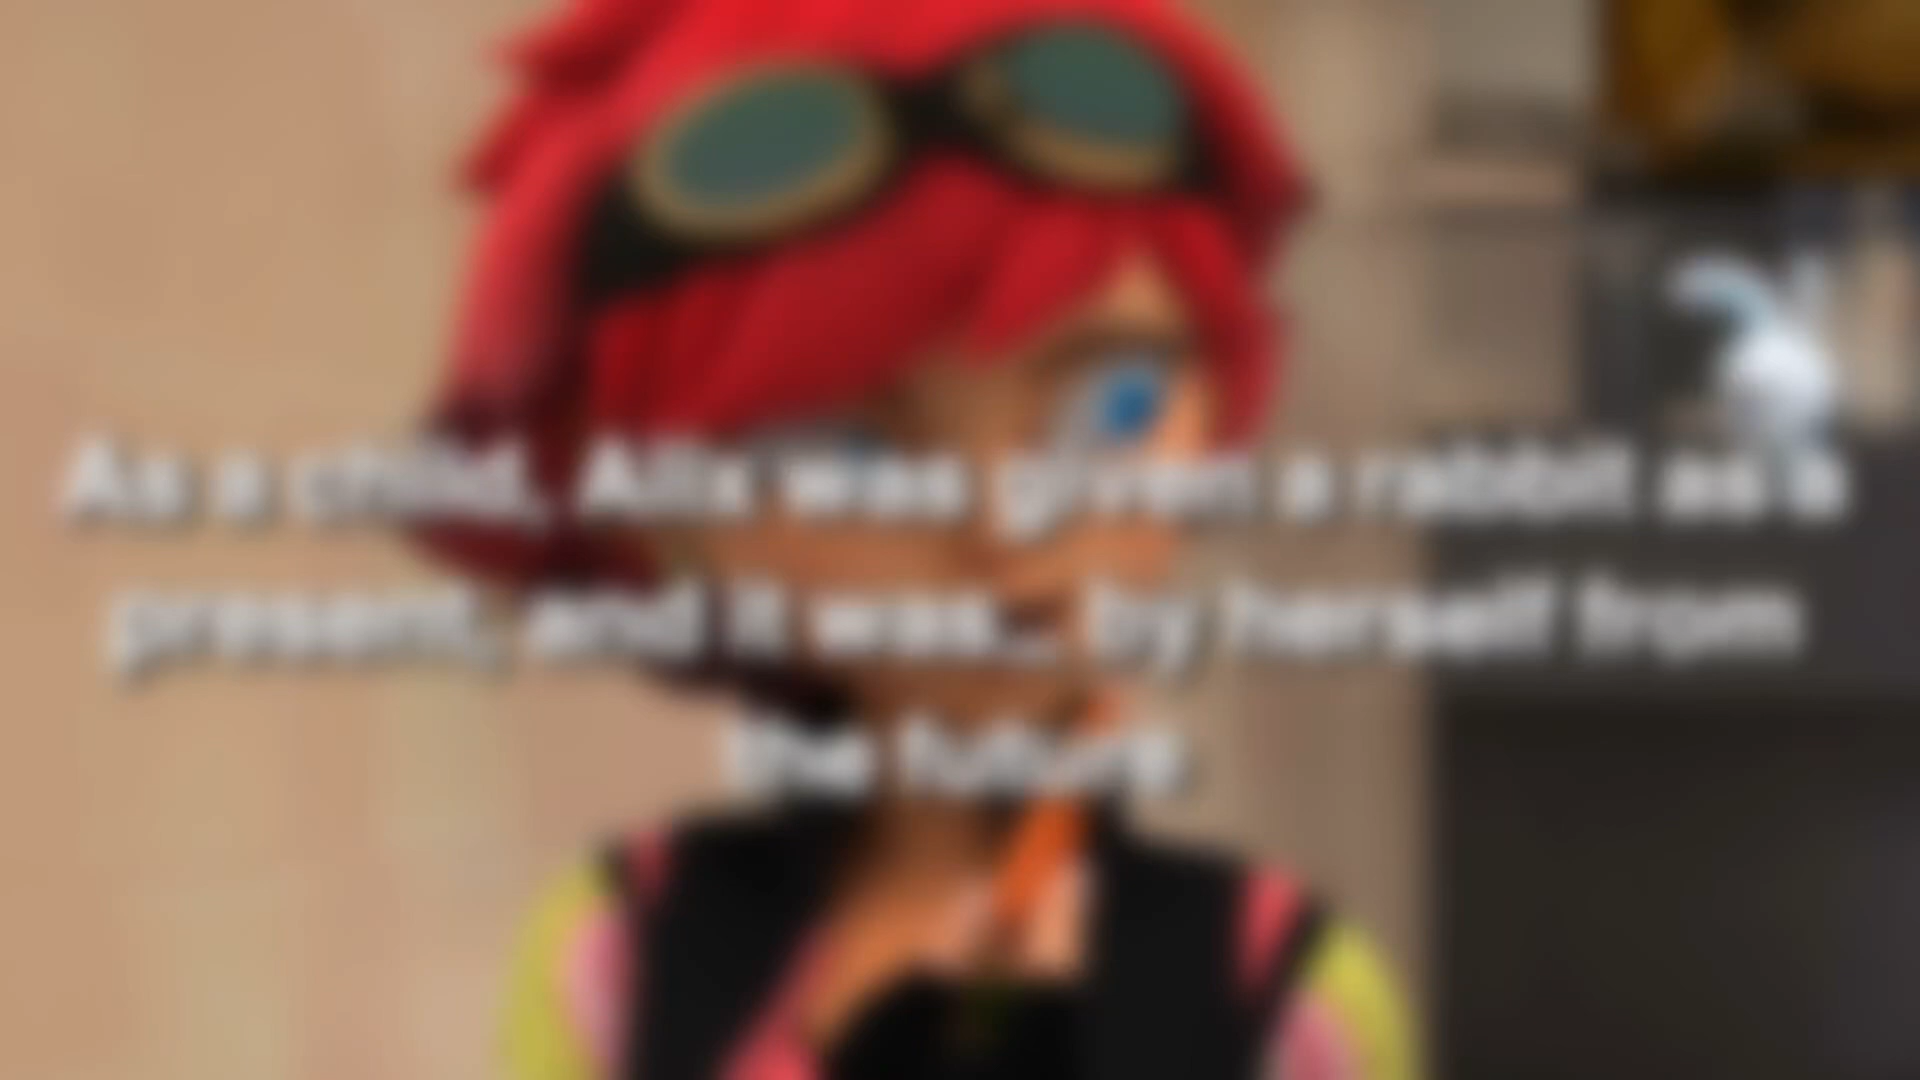 As a child, Alix was given a rabbit as a
present, and it was... by herself from
the future.